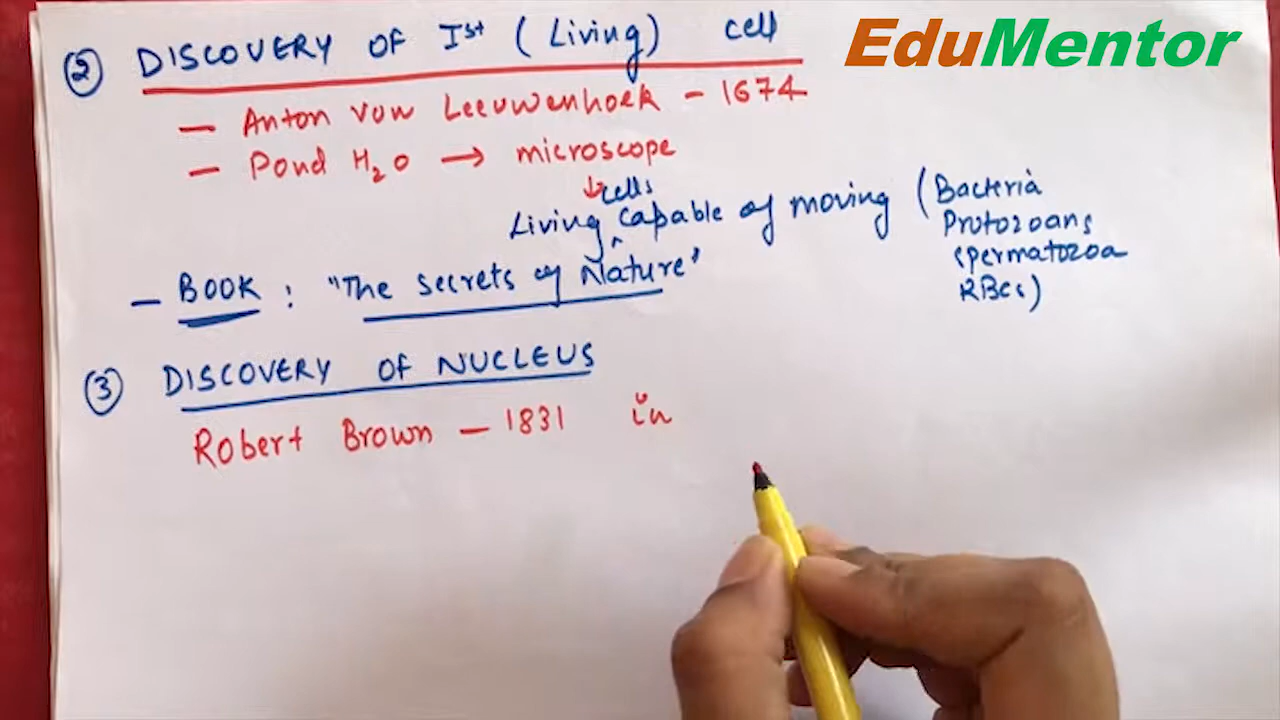 EduMentor
② DISCOVERY OF Ist (Living) cell
— Anton von Leeuwenhoek - 1674
— Pond H₂O → microscope
↓ cells
Living ^ capable of moving (Bacteria
Protozoans
spermatozoa
RBCs)
— BOOK : "The secrets of Nature"
③ DISCOVERY OF NUCLEUS
Robert Brown — 1831 in